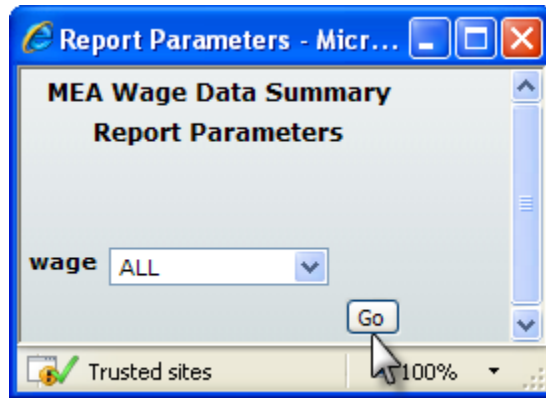 Report Parameters - Micr...
MEA Wage Data Summary
Report Parameters
wage ALL
Go
Trusted sites 100%